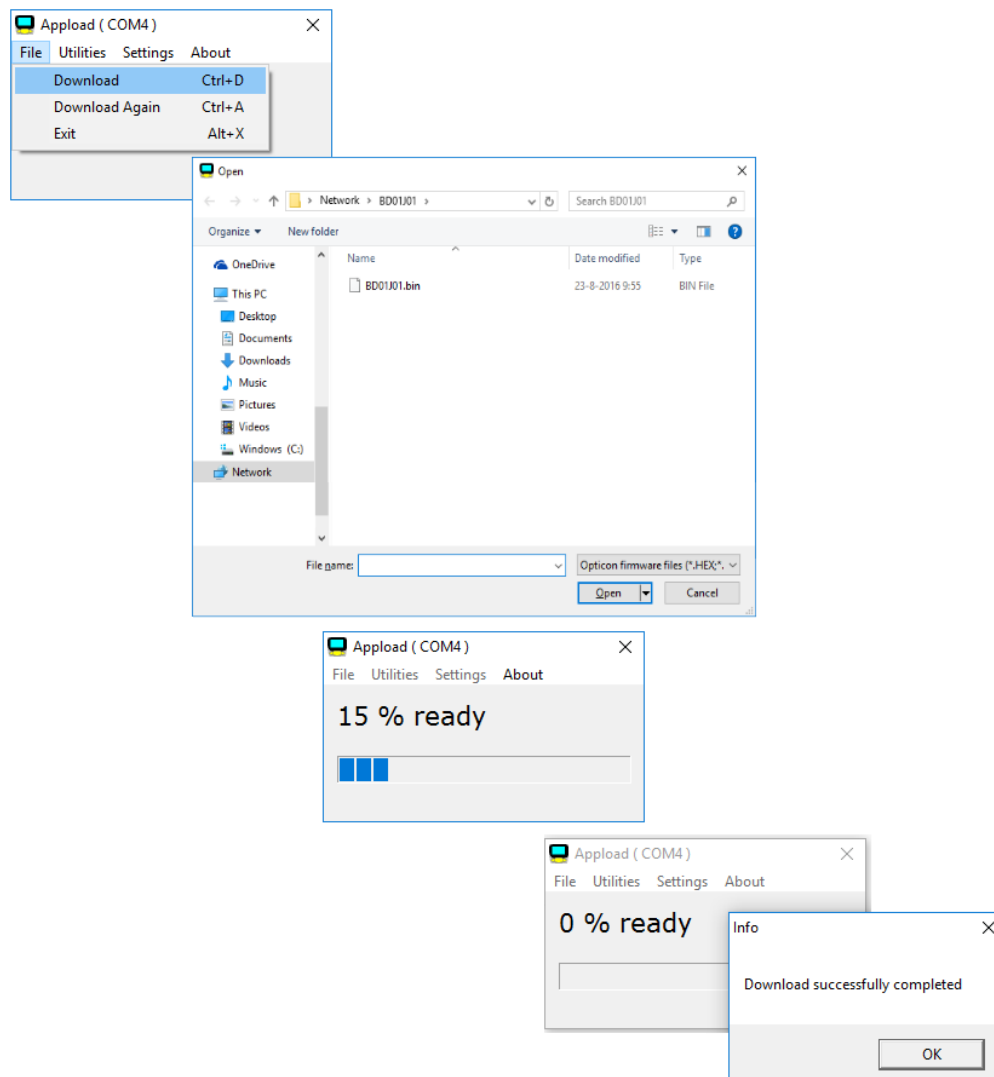 Appload ( COM4 )
File Utilities Settings About
Download Ctrl+D
Download Again Ctrl+A
Exit Alt+X
Open
Network > BD01J01 >
Search BD01J01
Organize New folder
Name Date modified Type
OneDrive
This PC
Desktop
Documents
Downloads
Music
Pictures
Videos
Windows (C:)
Network
BD01J01.bin 23-8-2016 9:55 BIN File
File name:
Opticon firmware files (*.HEX;*.
Open Cancel
Appload ( COM4 )
File Utilities Settings About
15 % ready
Appload ( COM4 )
File Utilities Settings About
0 % ready
Info
Download successfully completed
OK